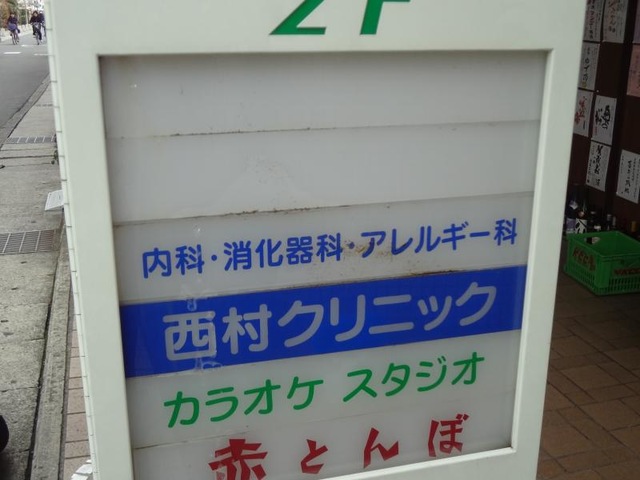 2F
内科・消化器科・アレルギー科
西村クリニック
カラオケ スタジオ
赤とんぼ